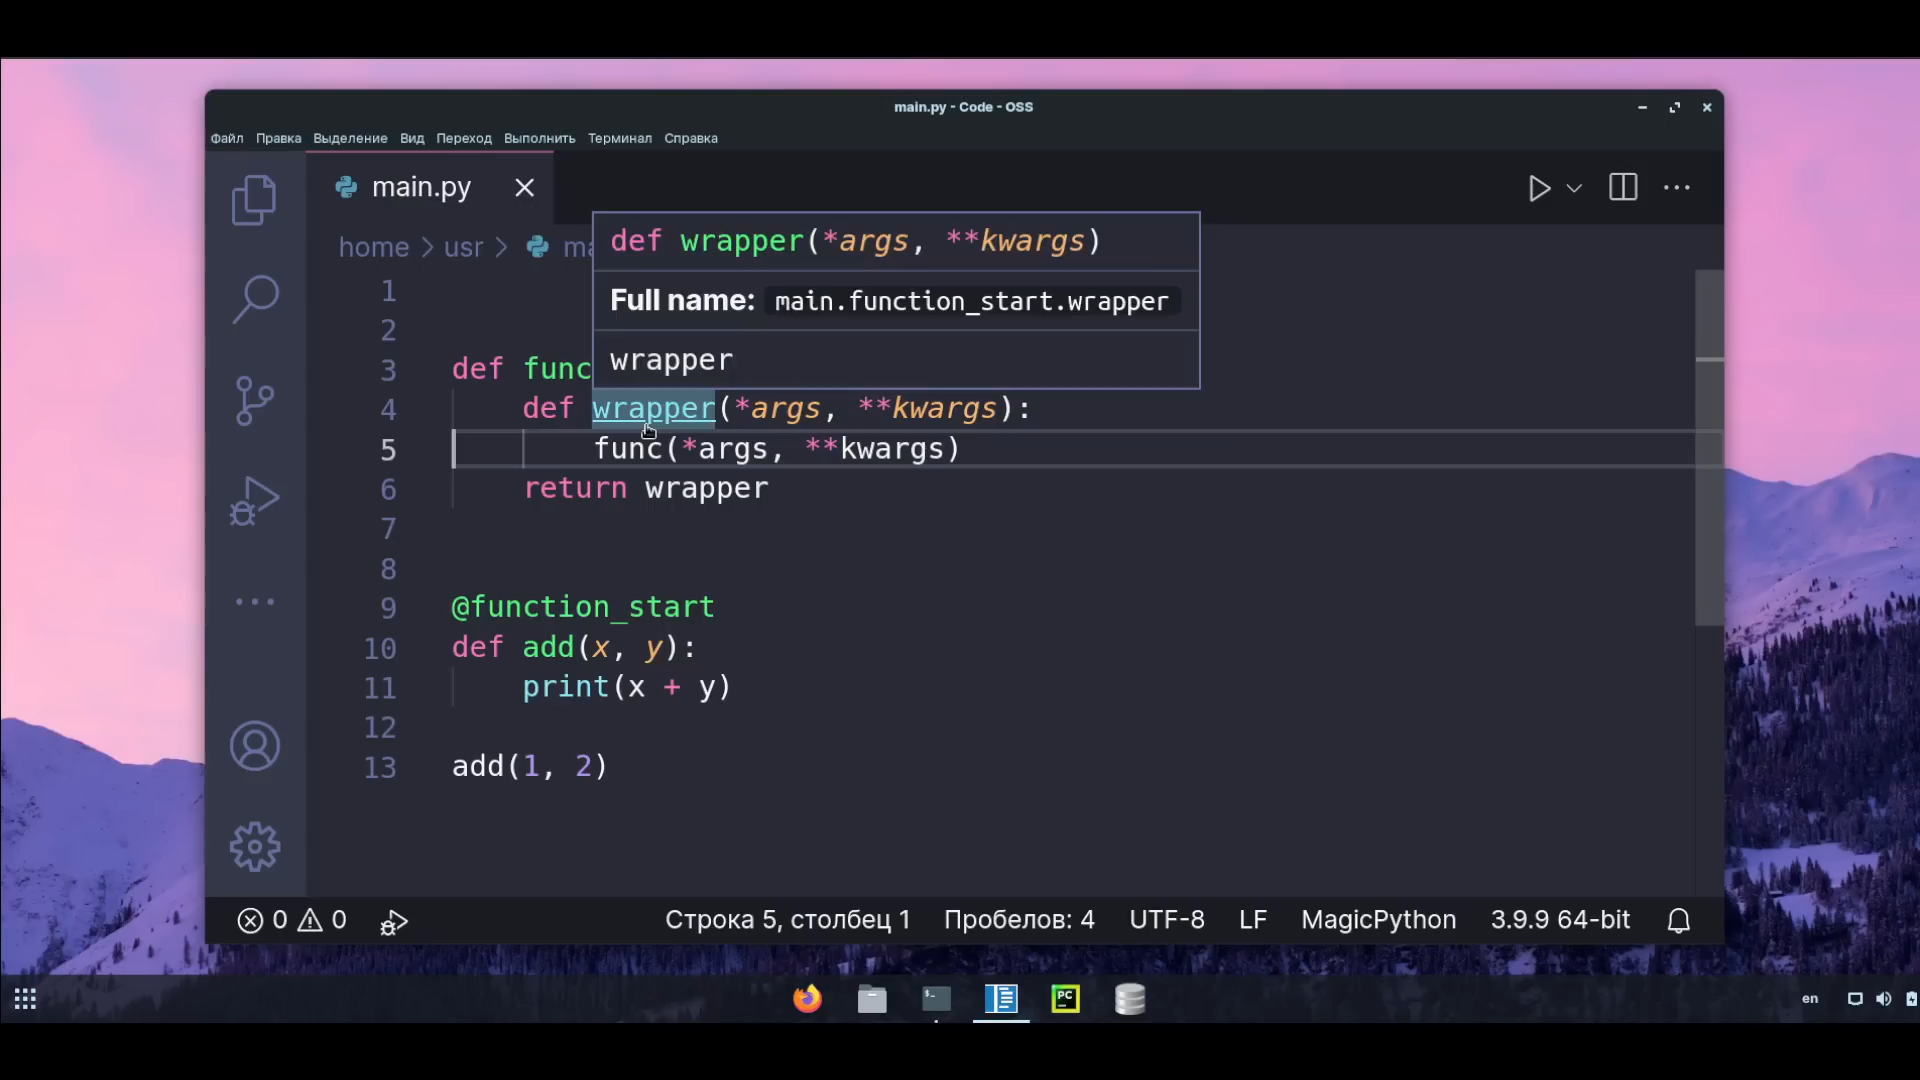 main.py - Code - OSS
Файл Правка Выделение Вид Переход Выполнить Терминал Справка
main.py
home > usr > ma
def wrapper(*args, **kwargs)
Full name: main.function_start.wrapper
wrapper
1
2
3 def func
4 def wrapper(*args, **kwargs):
5 func(*args, **kwargs)
6 return wrapper
7
8
9 @function_start
10 def add(x, y):
11 print(x + y)
12
13 add(1, 2)
0 0 Строка 5, столбец 1 Пробелов: 4 UTF-8 LF MagicPython 3.9.9 64-bit
PC
en